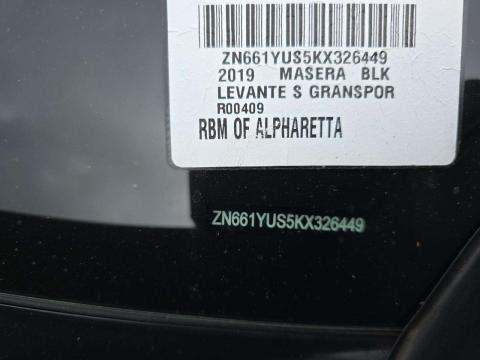 ZN661YUS5KX326449
2019 MASERA BLK
LEVANTE S GRANSPOR
R00409
RBM OF ALPHARETTA
ZN661YUS5KX326449